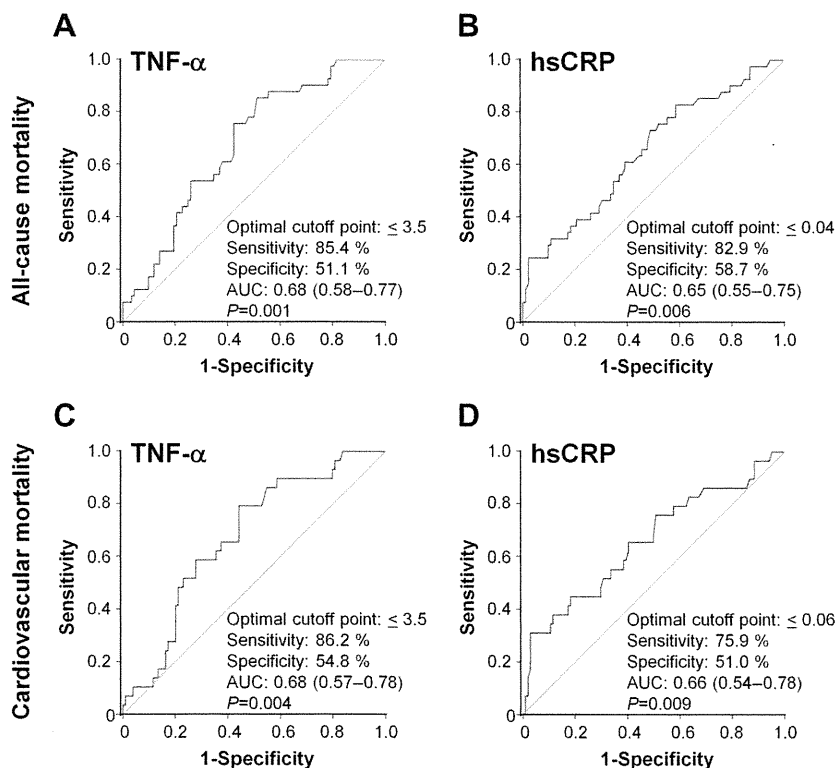 A
TNF-α
All-cause mortality
Sensitivity
1.0
0.8
0.6
0.4
0.2
0
Optimal cutoff point: ≤ 3.5
Sensitivity: 85.4 %
Specificity: 51.1 %
AUC: 0.68 (0.58–0.77)
P=0.001
0 0.2 0.4 0.6 0.8 1.0
1-Specificity
B
hsCRP
Sensitivity
1.0
0.8
0.6
0.4
0.2
0
Optimal cutoff point: ≤ 0.04
Sensitivity: 82.9 %
Specificity: 58.7 %
AUC: 0.65 (0.55–0.75)
P=0.006
0 0.2 0.4 0.6 0.8 1.0
1-Specificity
C
TNF-α
Cardiovascular mortality
Sensitivity
1.0
0.8
0.6
0.4
0.2
0
Optimal cutoff point: ≤ 3.5
Sensitivity: 86.2 %
Specificity: 54.8 %
AUC: 0.68 (0.57–0.78)
P=0.004
0 0.2 0.4 0.6 0.8 1.0
1-Specificity
D
hsCRP
Sensitivity
1.0
0.8
0.6
0.4
0.2
0
Optimal cutoff point: ≤ 0.06
Sensitivity: 75.9 %
Specificity: 51.0 %
AUC: 0.66 (0.54–0.78)
P=0.009
0 0.2 0.4 0.6 0.8 1.0
1-Specificity